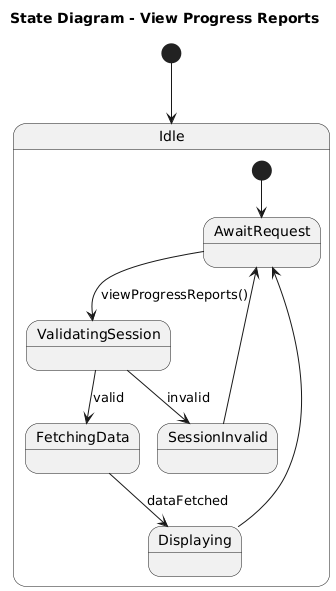 State Diagram - View Progress Reports
Idle
AwaitRequest
viewProgressReports()
ValidatingSession
valid
invalid
FetchingData
SessionInvalid
dataFetched
Displaying